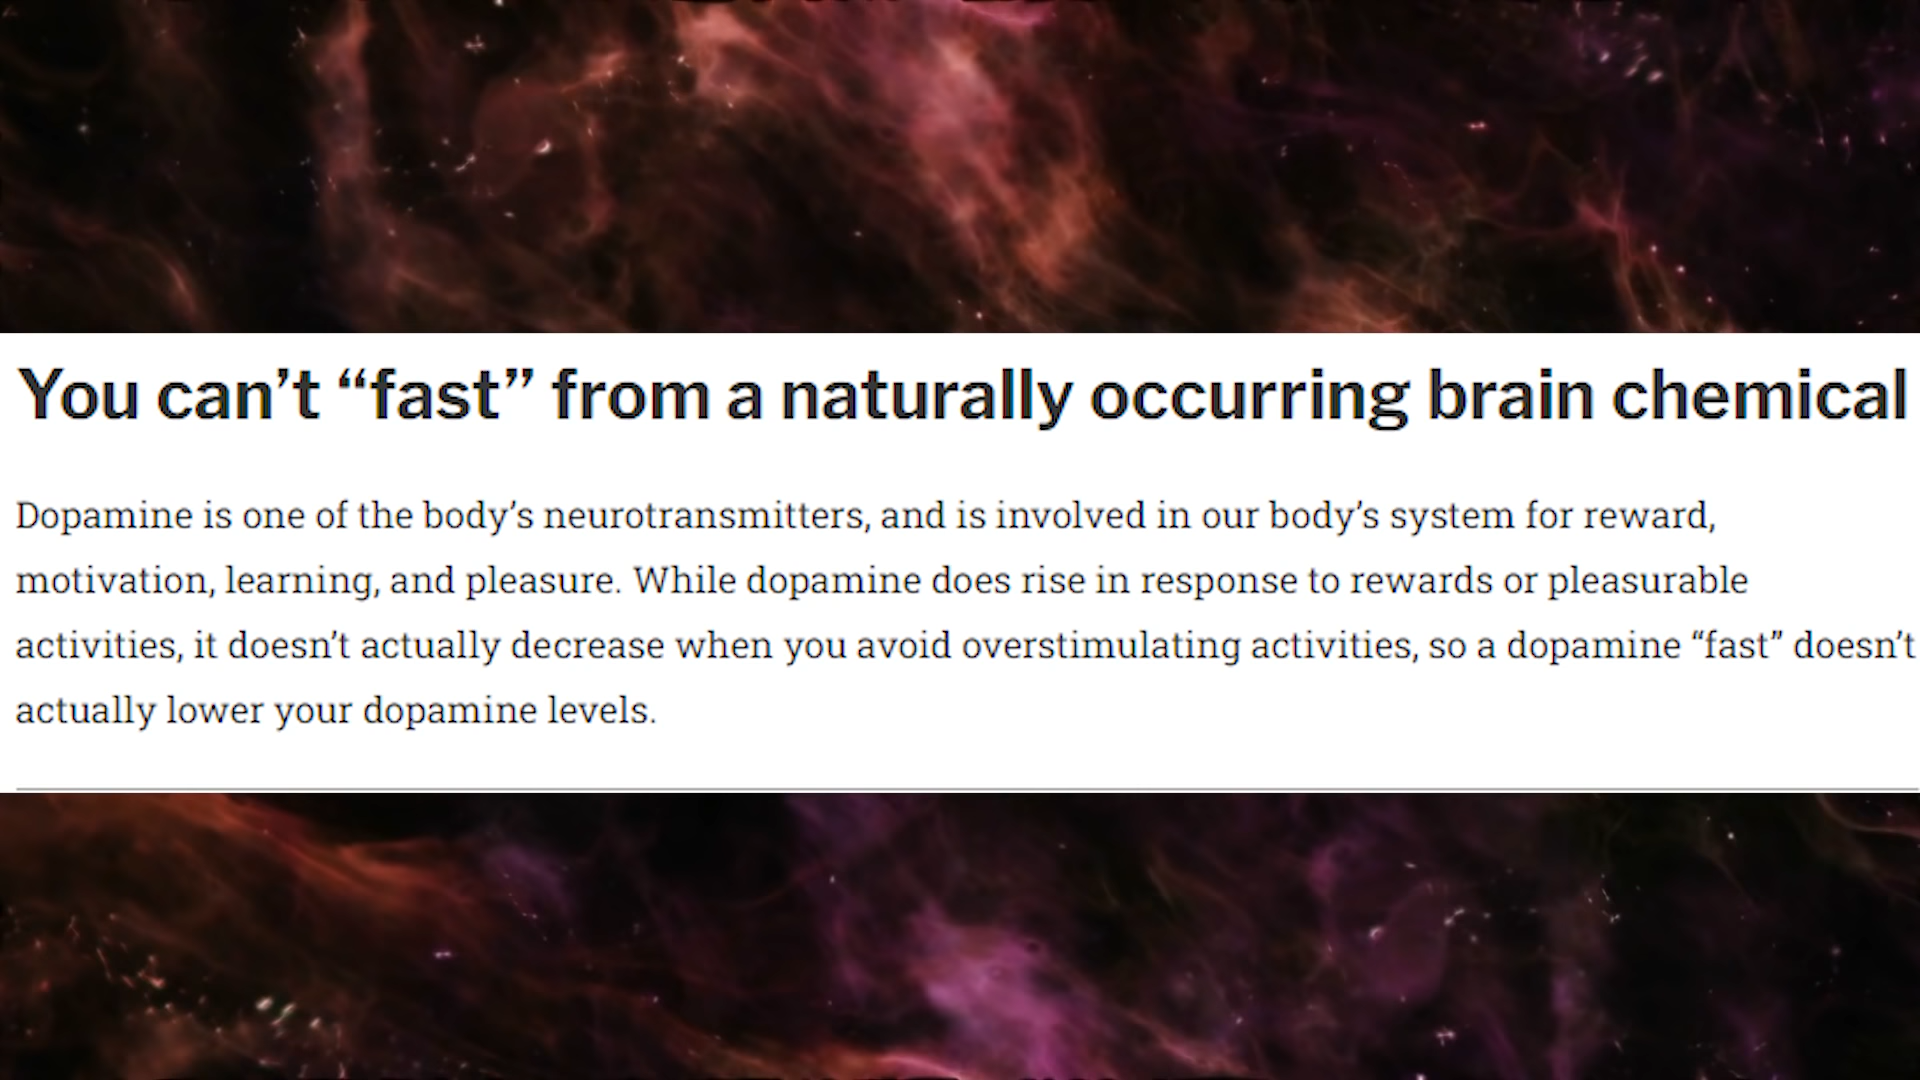 You can’t “fast” from a naturally occurring brain chemical
Dopamine is one of the body’s neurotransmitters, and is involved in our body’s system for reward,
motivation, learning, and pleasure. While dopamine does rise in response to rewards or pleasurable
activities, it doesn’t actually decrease when you avoid overstimulating activities, so a dopamine “fast” doesn’t
actually lower your dopamine levels.